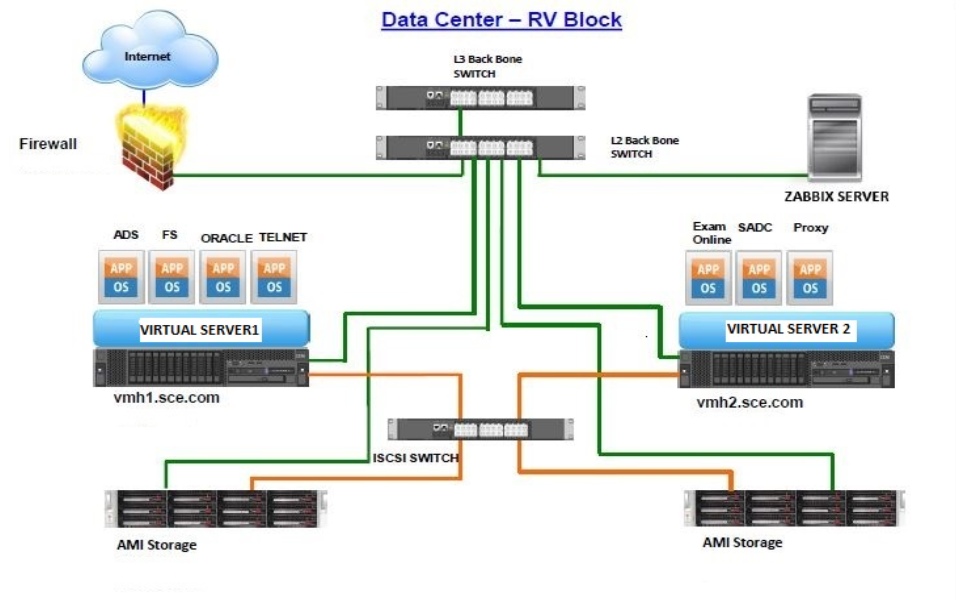 Data Center – RV Block
Internet
L3 Back Bone
SWITCH
Firewall
L2 Back Bone
SWITCH
ZABBIX SERVER
ADS FS ORACLE TELNET
APP APP APP APP
OS OS OS OS
VIRTUAL SERVER1
vmh1.sce.com
Exam
Online SADC Proxy
APP APP APP
OS OS OS
VIRTUAL SERVER 2
vmh2.sce.com
ISCSI SWITCH
AMI Storage
AMI Storage